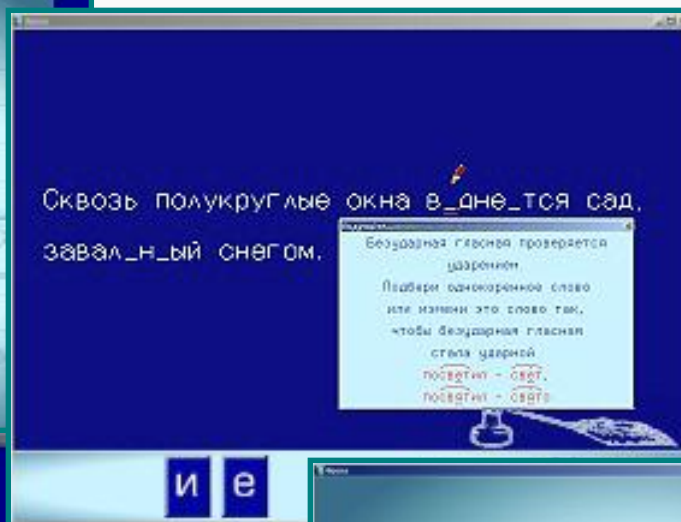 Сквозь полукруглые окна в_дне_тся сад,
завал_н_ый снегом.
Безударная гласная проверяется
ударением
Подбери однокоренное слово
или измени это слово так,
чтобы безударная гласная
стала ударной
посветил - свет,
посвятил - свято
и е